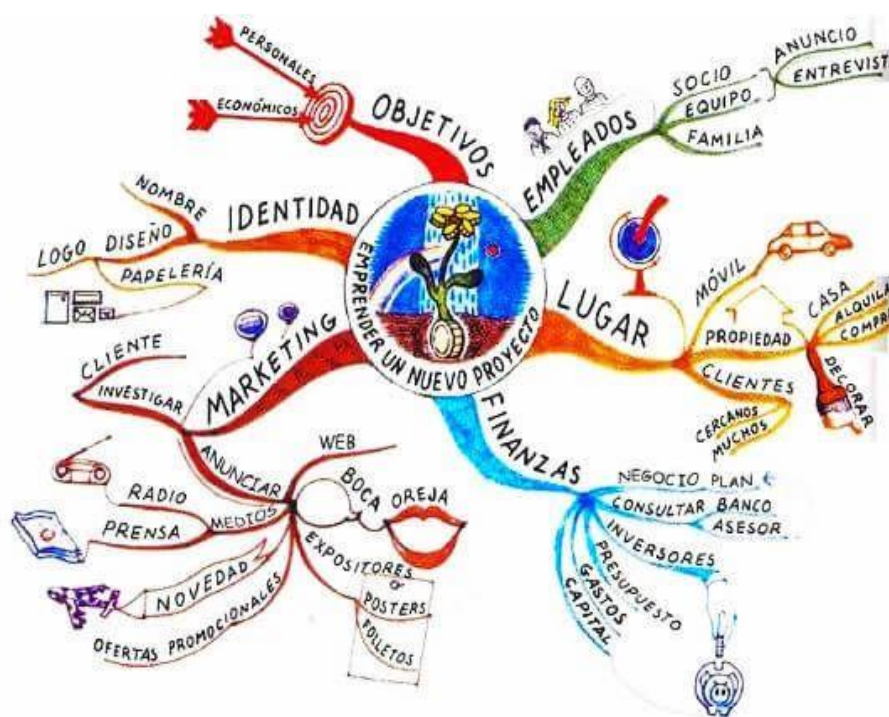 EMPRENDER UN NUEVO PROYECTO
OBJETIVOS
PERSONALES
ECONÓMICOS
EMPLEADOS
SOCIO
EQUIPO
FAMILIA
ANUNCIO
ENTREVIST
LUGAR
MÓVIL
PROPIEDAD
CASA
ALQUILA
COMPR
DECORAR
CLIENTES
CERCANOS
MUCHOS
FINANZAS
NEGOCIO PLAN
CONSULTAR
BANCO
ASESOR
INVERSORES
PRESUPUESTO
GASTOS
CAPITAL
MARKETING
CLIENTE
INVESTIGAR
ANUNCIAR
WEB
BOCA OREJA
MEDIOS
RADIO
PRENSA
NOVEDAD
OFERTAS PROMOCIONALES
EXPOSITORES
POSTERS
FOLLETOS
IDENTIDAD
NOMBRE
DISEÑO
LOGO
PAPELERÍA